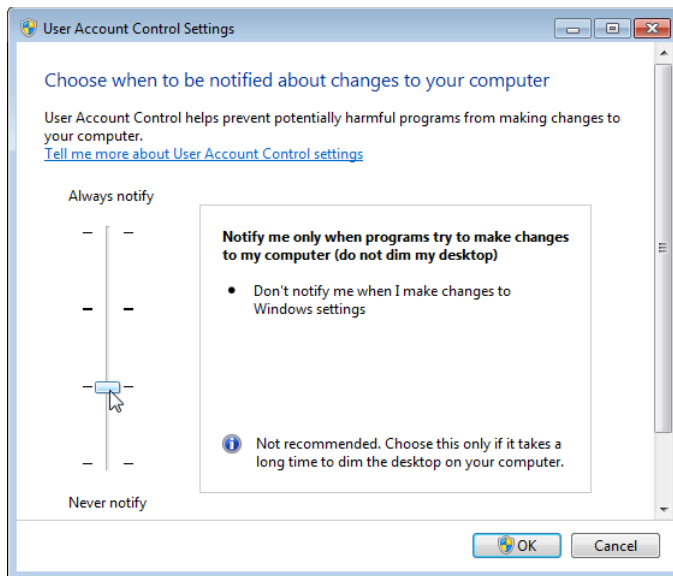 User Account Control Settings
Choose when to be notified about changes to your computer
User Account Control helps prevent potentially harmful programs from making changes to
your computer.
Tell me more about User Account Control settings
Always notify
Notify me only when programs try to make changes
to my computer (do not dim my desktop)
• Don't notify me when I make changes to
Windows settings
Not recommended. Choose this only if it takes a
long time to dim the desktop on your computer.
Never notify
OK
Cancel